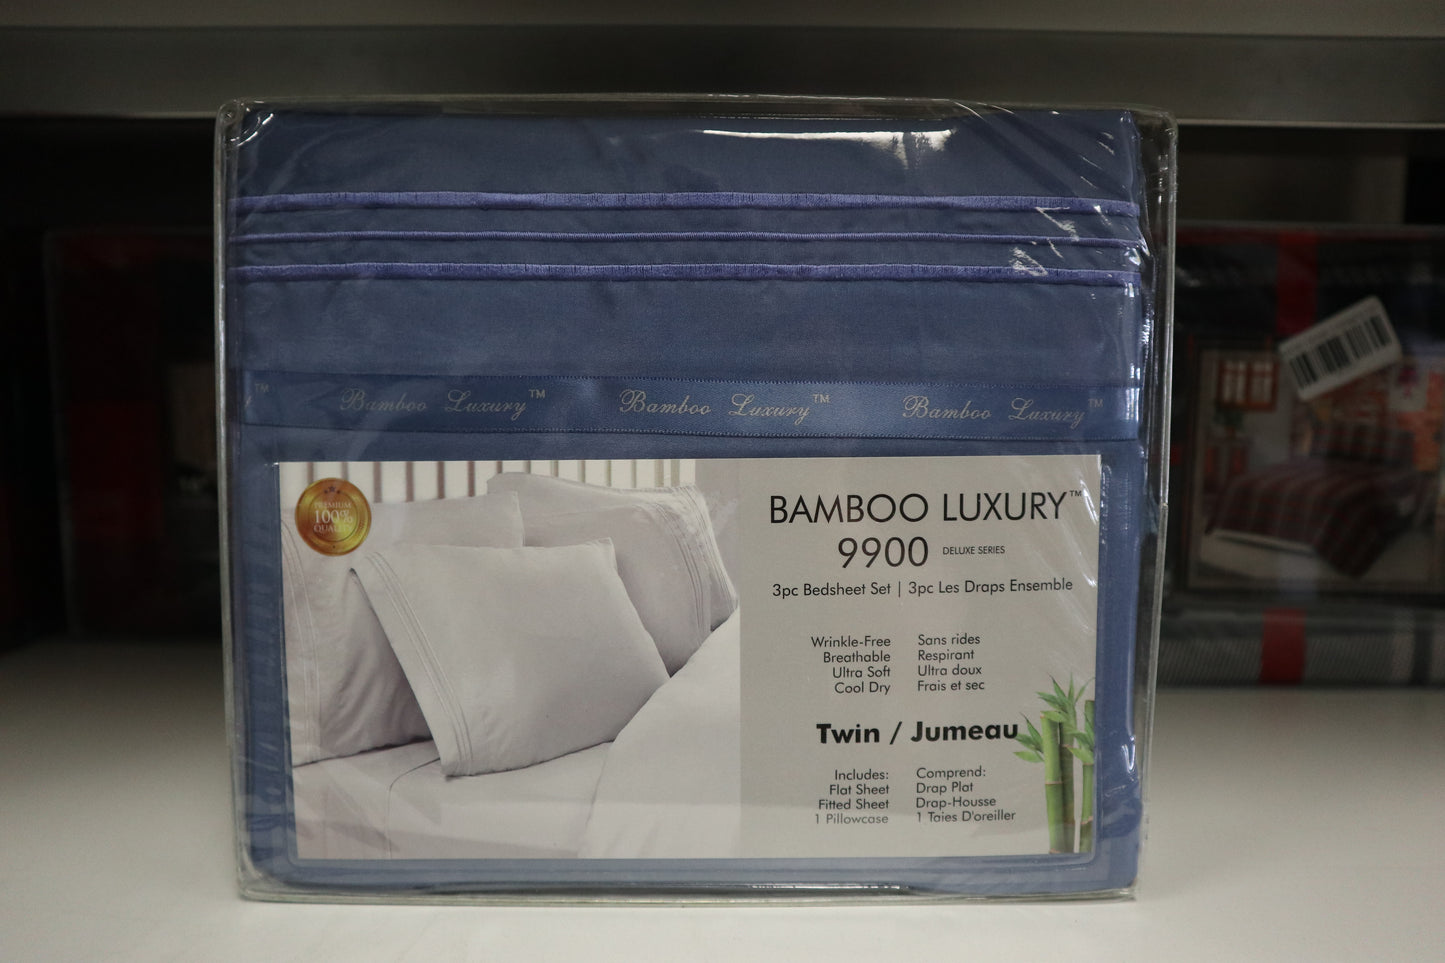 ™
Bamboo Luxury™
Bamboo Luxury™
Bamboo Luxury™
PREMIUM
100%
QUALITY
BAMBOO LUXURY™
9900 DELUXE SERIES
3pc Bedsheet Set | 3pc Les Draps Ensemble
Wrinkle-Free Sans rides
Breathable Respirant
Ultra Soft Ultra doux
Cool Dry Frais et sec
Twin / Jumeau
Includes: Comprend:
Flat Sheet Drap Plat
Fitted Sheet Drap-Housse
1 Pillowcase 1 Taies D'oreiller